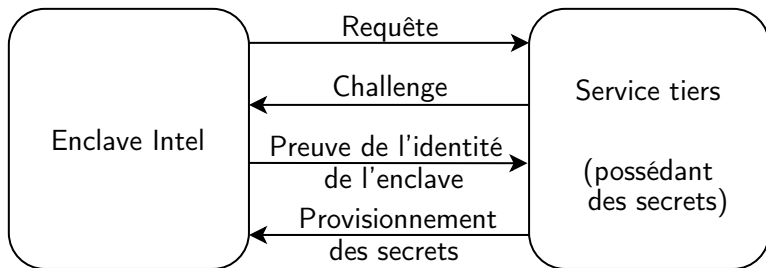 Requête
Challenge
Enclave Intel
Service tiers
Preuve de l'identité
de l'enclave
(possédant
des secrets)
Provisionnement
des secrets